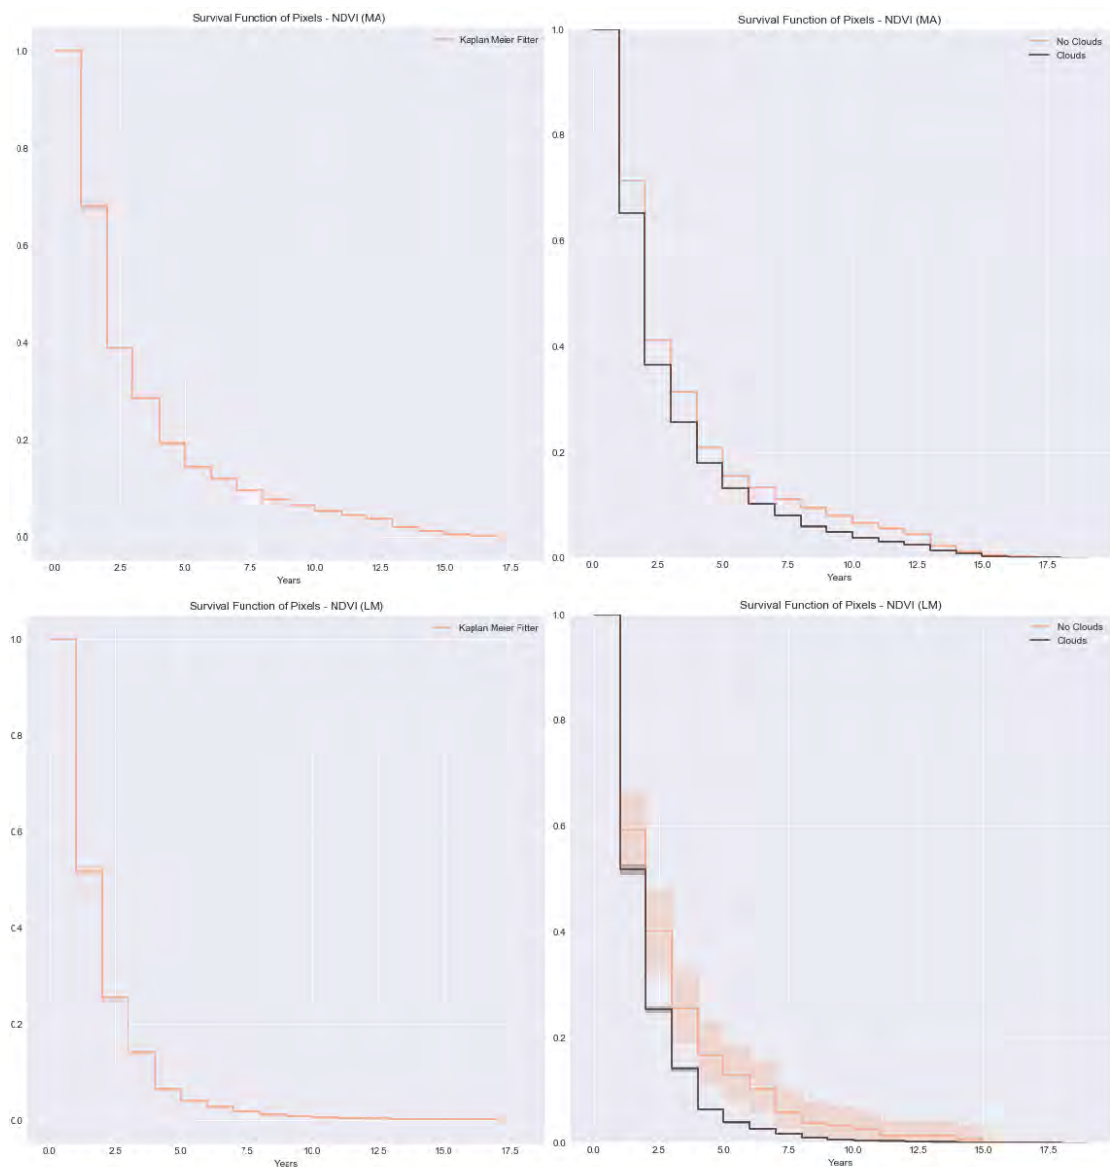 Survival Function of Pixels - NDVI (MA)
Kaplan Meier Fitter
1.0
0.8
0.6
0.4
0.2
0.0
0.0 2.5 5.0 7.5 10.0 12.5 15.0 17.5
Years
Survival Function of Pixels - NDVI (MA)
No Clouds
Clouds
1.0
0.8
0.6
0.4
0.2
0.0
0.0 2.5 5.0 7.5 10.0 12.5 15.0 17.5
Years
Survival Function of Pixels - NDVI (LM)
Kaplan Meier Fitter
1.0
0.8
0.6
0.4
0.2
0.0
0.0 2.5 5.0 7.5 10.0 12.5 15.0 17.5
Years
Survival Function of Pixels - NDVI (LM)
No Clouds
Clouds
1.0
0.8
0.6
0.4
0.2
0.0
0.0 2.5 5.0 7.5 10.0 12.5 15.0 17.5
Years